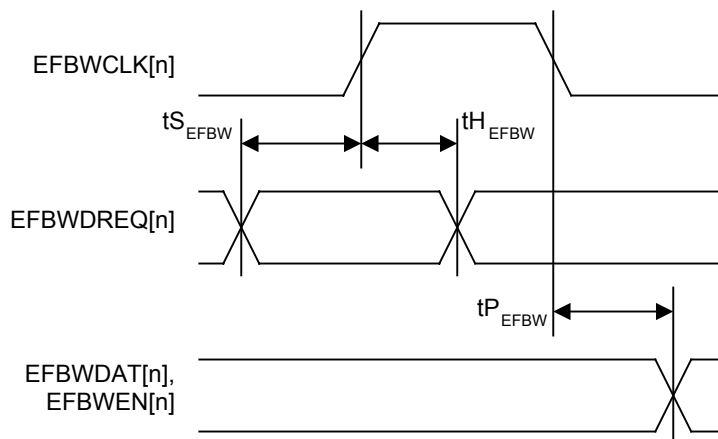 EFBWCLK[n]
tS EFBW
tH EFBW
EFBWDREQ[n]
tP EFBW
EFBWDAT[n],
EFBWEN[n]